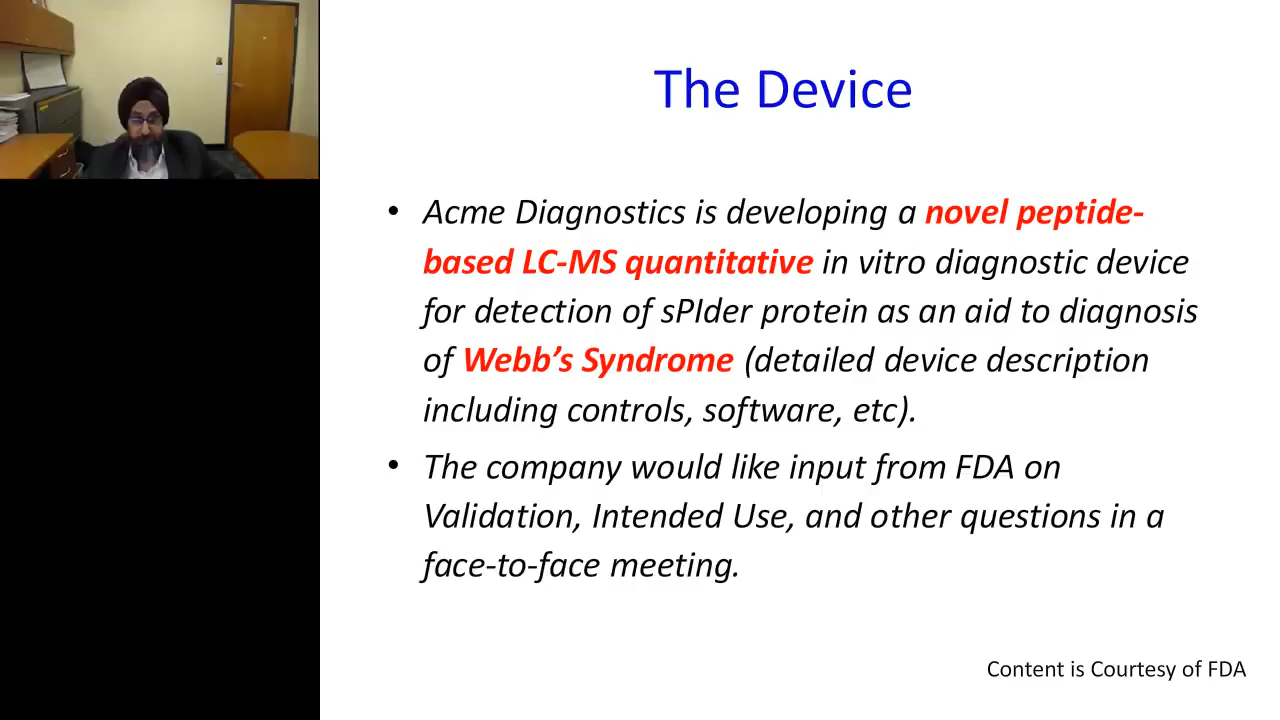 The Device
• Acme Diagnostics is developing a novel peptide-
based LC-MS quantitative in vitro diagnostic device
for detection of sPIder protein as an aid to diagnosis
of Webb’s Syndrome (detailed device description
including controls, software, etc).
• The company would like input from FDA on
Validation, Intended Use, and other questions in a
face-to-face meeting.
Content is Courtesy of FDA